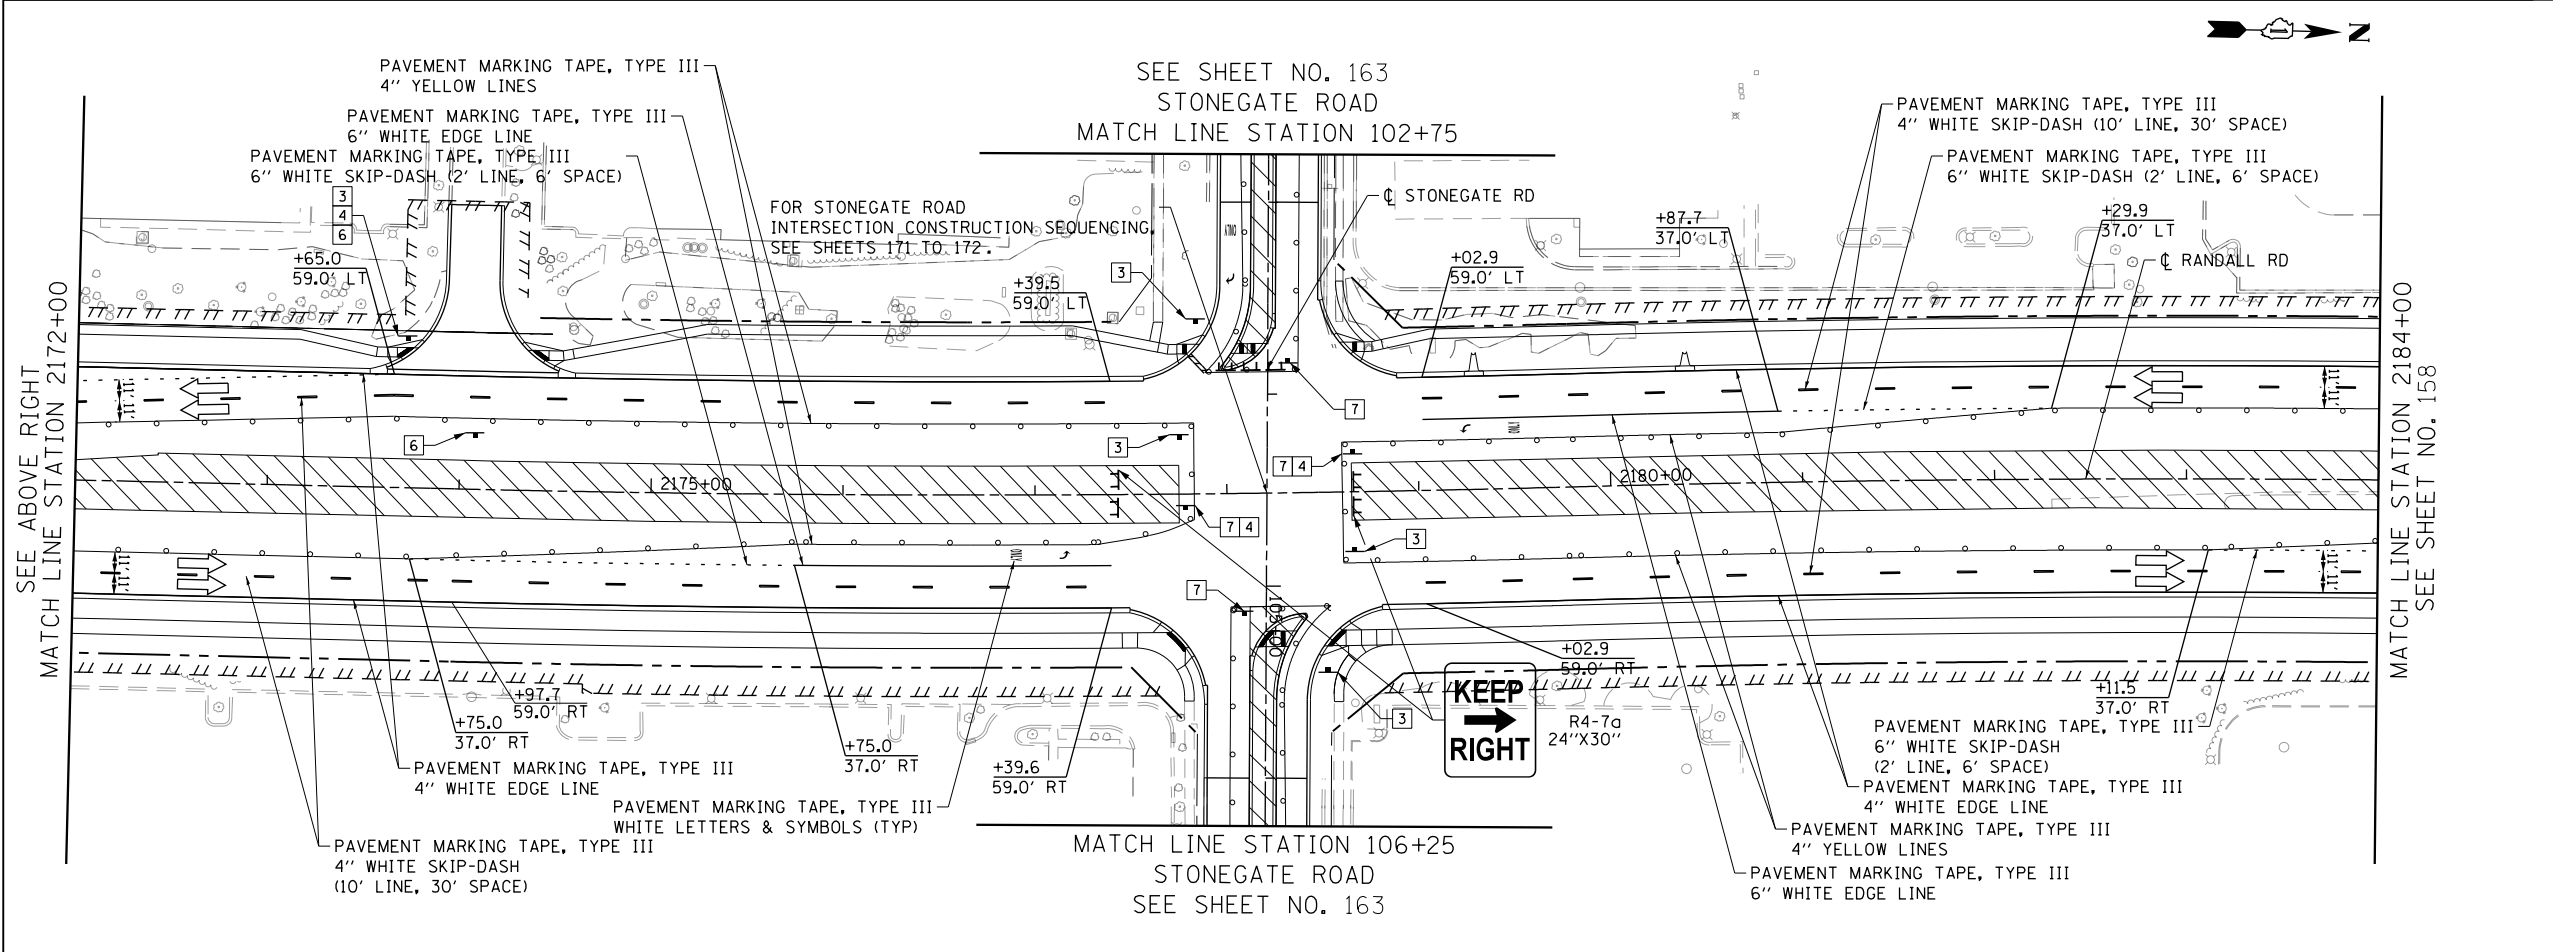 N
SEE SHEET NO. 163
STONEGATE ROAD
MATCH LINE STATION 102+75
PAVEMENT MARKING TAPE, TYPE III
4'' YELLOW LINES
PAVEMENT MARKING TAPE, TYPE III
6'' WHITE EDGE LINE
PAVEMENT MARKING TAPE, TYPE III
6'' WHITE SKIP-DASH (2' LINE, 6' SPACE)
3
4
6
+65.0
59.0' LT
FOR STONEGATE ROAD
INTERSECTION CONSTRUCTION SEQUENCING,
SEE SHEETS 171 TO 172.
+39.5
59.0' LT
3
℄ STONEGATE RD
ONLY
+02.9
59.0' LT
+87.7
37.0' LT
PAVEMENT MARKING TAPE, TYPE III
4'' WHITE SKIP-DASH (10' LINE, 30' SPACE)
PAVEMENT MARKING TAPE, TYPE III
6'' WHITE SKIP-DASH (2' LINE, 6' SPACE)
+29.9
37.0' LT
℄ RANDALL RD
SEE ABOVE RIGHT
MATCH LINE STATION 2172+00
MATCH LINE STATION 2184+00
SEE SHEET NO. 158
11' 11'
11' 11'
7
6
3
7 4
ONLY
2175+00
2180+00
7 4
3
11' 11'
11' 11'
ONLY
7
105+00
3
+97.7
59.0' RT
+75.0
37.0' RT
+75.0
37.0' RT
+39.6
59.0' RT
+02.9
59.0' RT
KEEP
RIGHT
R4-7a
24''X30''
+11.5
37.0' RT
PAVEMENT MARKING TAPE, TYPE III
4'' WHITE EDGE LINE
PAVEMENT MARKING TAPE, TYPE III
WHITE LETTERS & SYMBOLS (TYP)
PAVEMENT MARKING TAPE, TYPE III
4'' WHITE SKIP-DASH
(10' LINE, 30' SPACE)
MATCH LINE STATION 106+25
STONEGATE ROAD
SEE SHEET NO. 163
PAVEMENT MARKING TAPE, TYPE III
6'' WHITE SKIP-DASH
(2' LINE, 6' SPACE)
PAVEMENT MARKING TAPE, TYPE III
4'' WHITE EDGE LINE
PAVEMENT MARKING TAPE, TYPE III
4'' YELLOW LINES
PAVEMENT MARKING TAPE, TYPE III
6'' WHITE EDGE LINE